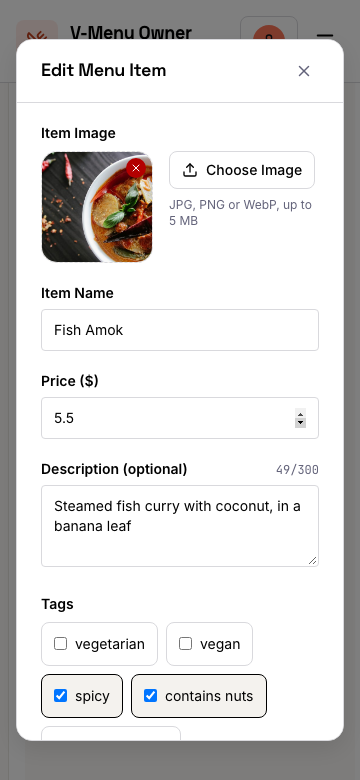 V-Menu Owner
Edit Menu Item
Item Image
Choose Image
JPG, PNG or WebP, up to
5 MB
Item Name
Fish Amok
Price ($)
5.5
Description (optional)
49/300
Steamed fish curry with coconut, in a
banana leaf
Tags
vegetarian
vegan
spicy
contains nuts